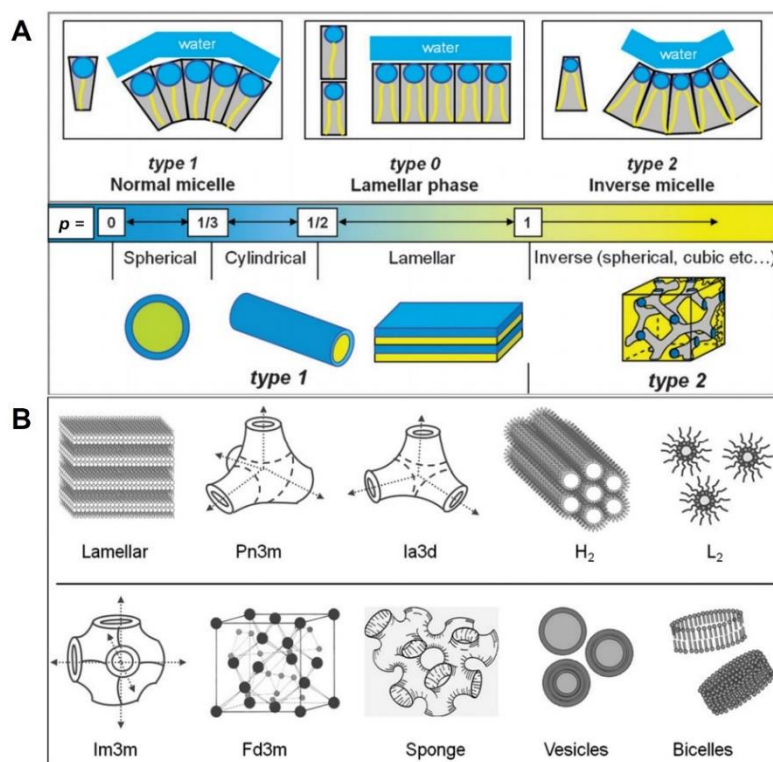 A
water water water
type 1 type 0 type 2
Normal micelle Lamellar phase Inverse micelle
p = 0 1/3 1/2 1
Spherical Cylindrical Lamellar Inverse (spherical, cubic etc…)
type 1 type 2
B
Lamellar Pn3m Ia3d H₂ L₂
Im3m Fd3m Sponge Vesicles Bicelles